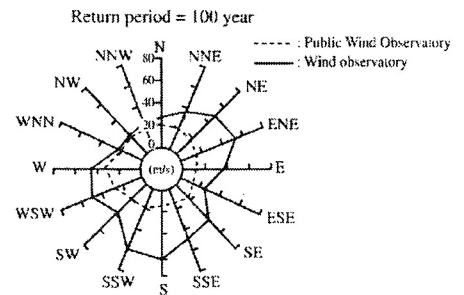 Return period = 100 year
- - - - : Public Wind Observatory
—— : Wind observatory
N
NNE
NE
ENE
E
ESE
SE
SSE
S
SSW
SW
WSW
W
WNN
NW
NNW
80
60
40
20
0
(m/s)